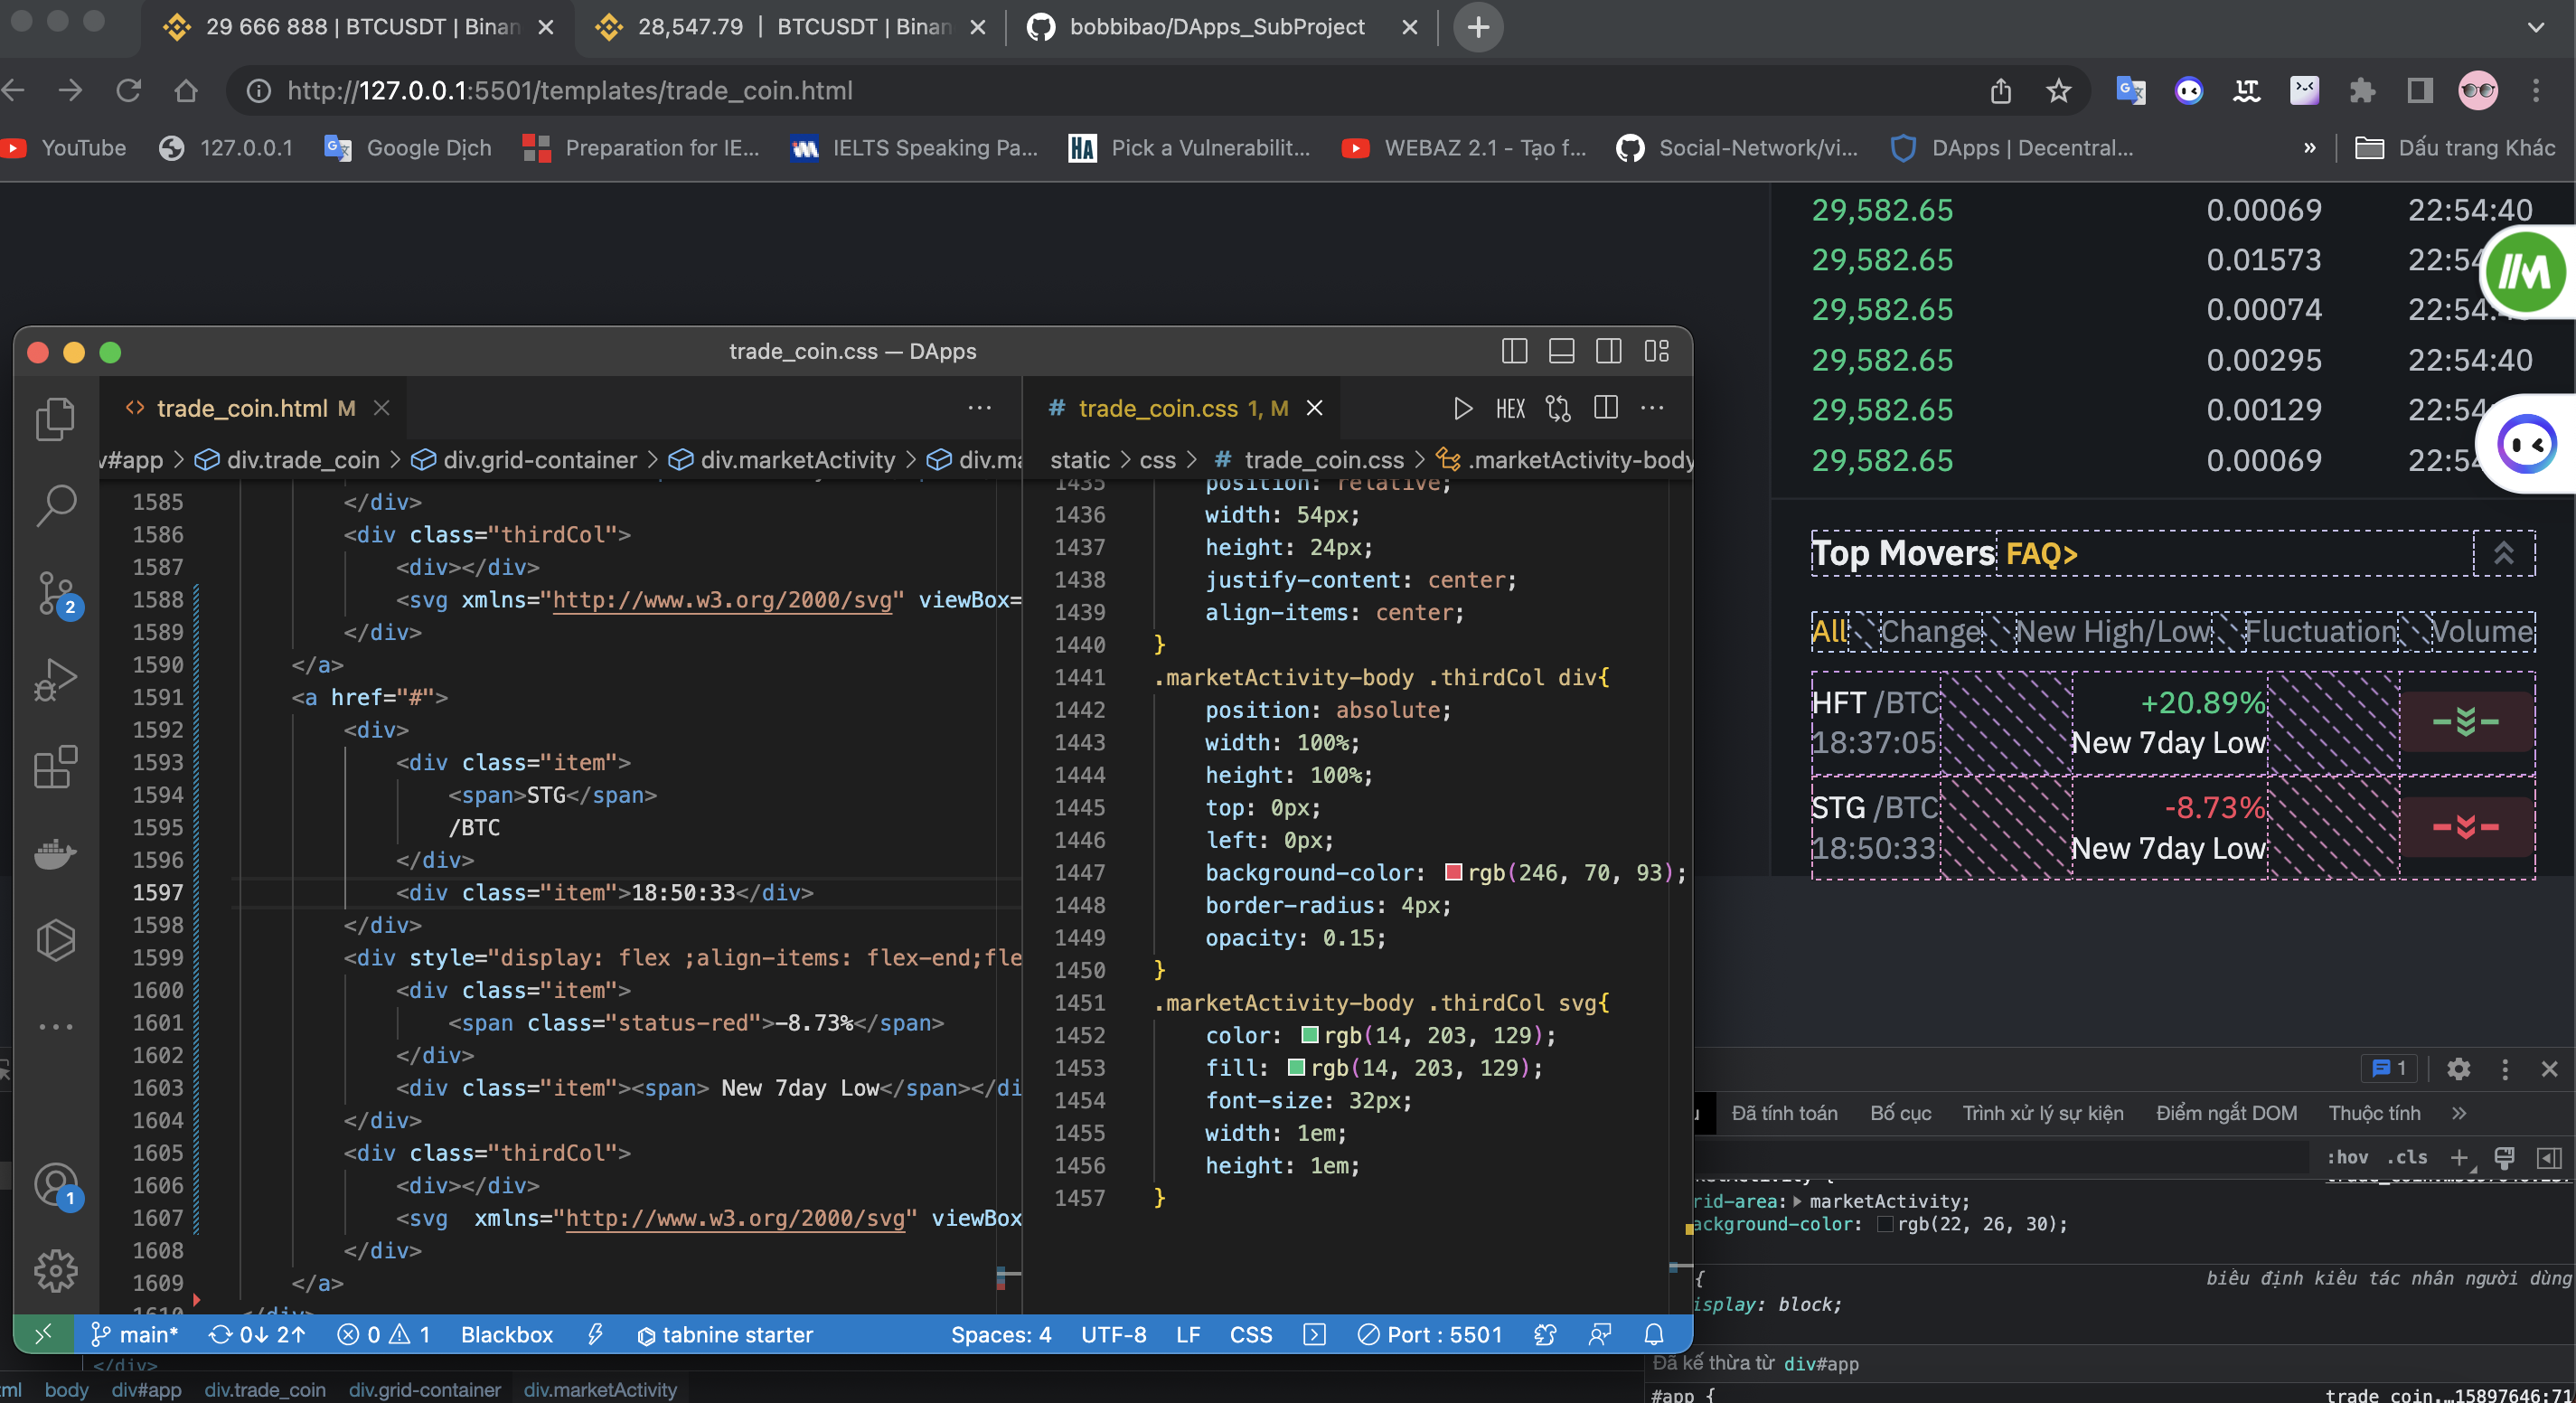 29 666 888 | BTCUSDT | Binan
28,547.79 | BTCUSDT | Binan
bobbibao/DApps_SubProject
http://127.0.0.1:5501/templates/trade_coin.html
YouTube
127.0.0.1
Google Dịch
Preparation for IE...
IELTS Speaking Pa...
HA
Pick a Vulnerabilit...
WEBAZ 2.1 - Tạo f...
Social-Network/vi...
DApps | Decentral...
»
Dấu trang Khác
29,582.65 0.00069 22:54:40
29,582.65 0.01573 22:54
29,582.65 0.00074 22:54:
29,582.65 0.00295 22:54:40
29,582.65 0.00129 22:54
29,582.65 0.00069 22:54
Top Movers FAQ>
All Change New High/Low Fluctuation Volume
HFT /BTC +20.89%
18:37:05 New 7day Low
STG /BTC -8.73%
18:50:33 New 7day Low
trade_coin.css — DApps
trade_coin.html M
v#app > div.trade_coin > div.grid-container > div.marketActivity > div.ma
1585 </div>
1586 <div class="thirdCol">
1587 <div></div>
1588 <svg xmlns="http://www.w3.org/2000/svg" viewBox=
1589 </div>
1590 </a>
1591 <a href="#">
1592 <div>
1593 <div class="item">
1594 <span>STG</span>
1595 /BTC
1596 </div>
1597 <div class="item">18:50:33</div>
1598 </div>
1599 <div style="display: flex ;align-items: flex-end;fle
1600 <div class="item">
1601 <span class="status-red">-8.73%</span>
1602 </div>
1603 <div class="item"><span> New 7day Low</span></di
1604 </div>
1605 <div class="thirdCol">
1606 <div></div>
1607 <svg  xmlns="http://www.w3.org/2000/svg" viewBox
1608 </div>
1609 </a>
1610 </div>
# trade_coin.css 1, M
HEX
static > css > # trade_coin.css > .marketActivity-body
1435 position: relative;
1436 width: 54px;
1437 height: 24px;
1438 justify-content: center;
1439 align-items: center;
1440 }
1441 .marketActivity-body .thirdCol div{
1442 position: absolute;
1443 width: 100%;
1444 height: 100%;
1445 top: 0px;
1446 left: 0px;
1447 background-color: rgb(246, 70, 93);
1448 border-radius: 4px;
1449 opacity: 0.15;
1450 }
1451 .marketActivity-body .thirdCol svg{
1452 color: rgb(14, 203, 129);
1453 fill: rgb(14, 203, 129);
1454 font-size: 32px;
1455 width: 1em;
1456 height: 1em;
1457 }
2
1
main* 0↓ 2↑ 0 1 Blackbox tabnine starter Spaces: 4 UTF-8 LF CSS Port : 5501
1
u Đã tính toán Bố cục Trình xử lý sự kiện Điểm ngắt DOM Thuộc tính »
:hov .cls
rid-area: marketActivity;
ackground-color: rgb(22, 26, 30);
{ biểu định kiểu tác nhân người dùng
isplay: block;
Đã kế thừa từ div#app
#app { trade_coin.…15897646:71
</div>
ml body div#app div.trade_coin div.grid-container div.marketActivity